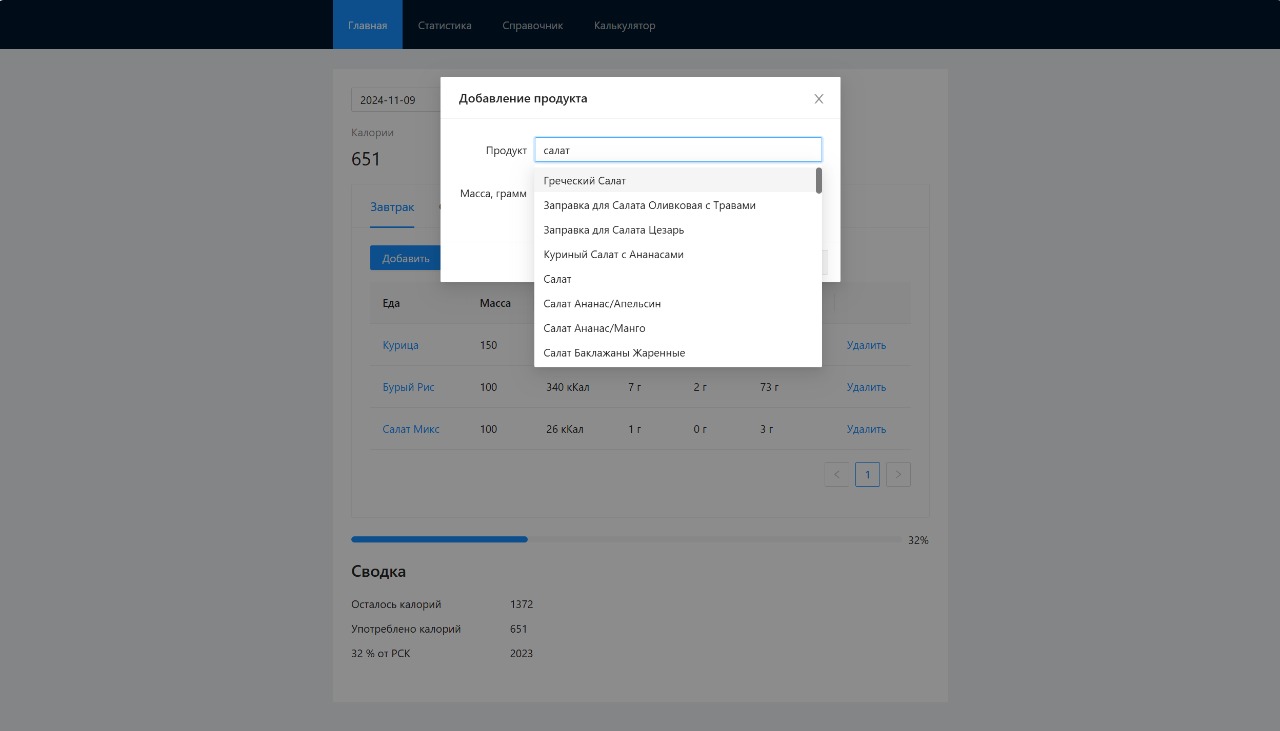 Главная Статистика Справочник Калькулятор
Добавление продукта
2024-11-09
Калории
651
Продукт салат
Масса, грамм
Греческий Салат
Заправка для Салата Оливковая с Травами
Заправка для Салата Цезарь
Куриный Салат с Ананасами
Салат
Салат Ананас/Апельсин
Салат Ананас/Манго
Салат Баклажаны Жаренные
Завтрак
Добавить
Еда Масса
Курица 150 Удалить
Бурый Рис 100 340 кКал 7 г 2 г 73 г Удалить
Салат Микс 100 26 кКал 1 г 0 г 3 г Удалить
< 1 >
32%
Сводка
Осталось калорий 1372
Употреблено калорий 651
32 % от РСК 2023